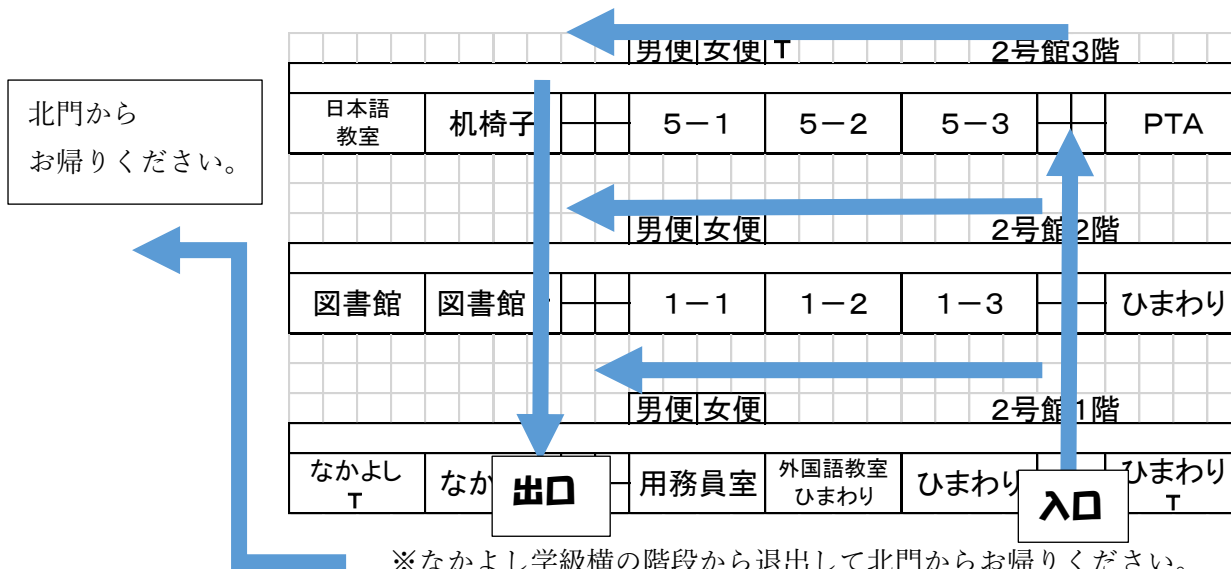 男便 女便 T 2号館3階
北門から
お帰りください。
日本語
教室
机椅子 5-1 5-2 5-3 PTA
男便 女便 2号館2階
図書館 図書館 1-1 1-2 1-3 ひまわり
男便 女便 2号館1階
なかよし
T
なか
出口
用務員室
外国語教室
ひまわり
ひまわり
入口
ひまわり
T
※なかよし学級横の階段から退出して北門からお帰りください。